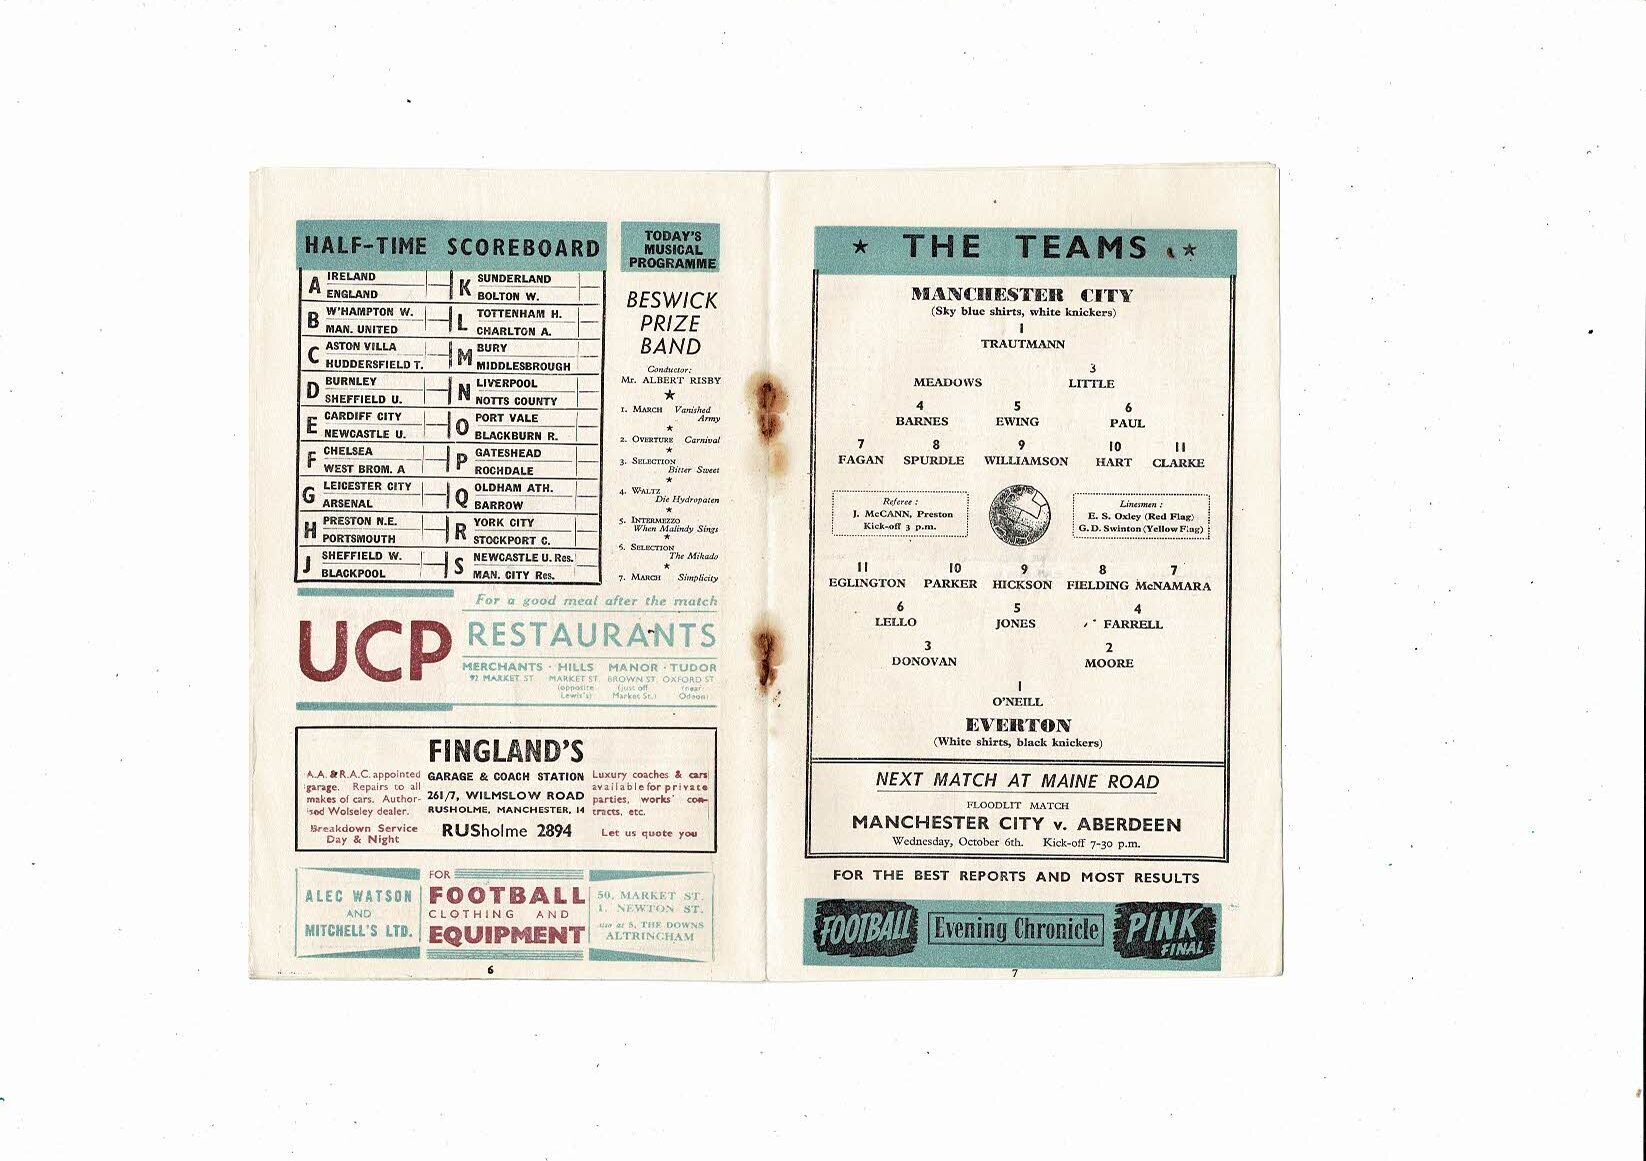 HALF-TIME SCOREBOARD
A IRELAND
ENGLAND
B W'HAMPTON W.
MAN. UNITED
C ASTON VILLA
HUDDERSFIELD T.
D BURNLEY
SHEFFIELD U.
E CARDIFF CITY
NEWCASTLE U.
F CHELSEA
WEST BROM. A
G LEICESTER CITY
ARSENAL
H PRESTON N.E.
PORTSMOUTH
J SHEFFIELD W.
BLACKPOOL
K SUNDERLAND
BOLTON W.
L TOTTENHAM H.
CHARLTON A.
M BURY
MIDDLESBROUGH
N LIVERPOOL
NOTTS COUNTY
O PORT VALE
BLACKBURN R.
P GATESHEAD
ROCHDALE
Q OLDHAM ATH.
BARROW
R YORK CITY
STOCKPORT C.
S NEWCASTLE U. Res.
MAN. CITY Res.
TODAY'S
MUSICAL
PROGRAMME
BESWICK
PRIZE
BAND
Conductor:
Mr. ALBERT RISBY
1. MARCH Vanished
Army
2. OVERTURE Carnival
3. SELECTION
Bitter Sweet
4. WALTZ
Die Hydropaten
5. INTERMEZZO
When Malindy Sings
6. SELECTION
The Mikado
7. MARCH Simplicity
For a good meal after the match
UCP RESTAURANTS
MERCHANTS · HILLS MANOR · TUDOR
92 MARKET ST. MARKET ST. BROWN ST. OXFORD ST.
(opposite (just off (near
Lewis's) Market St.) Odeon)
FINGLAND'S
GARAGE & COACH STATION
261/7, WILMSLOW ROAD
RUSHOLME, MANCHESTER, 14
RUSholme 2894
A.A. & R.A.C. appointed
garage. Repairs to all
makes of cars. Author-
ised Wolseley dealer.
Breakdown Service
Day & Night
Luxury coaches & cars
available for private
parties, works' con-
tracts, etc.
Let us quote you
ALEC WATSON
AND
MITCHELL'S LTD.
FOR
FOOTBALL
CLOTHING AND
EQUIPMENT
50, MARKET ST.
1, NEWTON ST.
also at 5, THE DOWNS
ALTRINCHAM
6
★ THE TEAMS ★
MANCHESTER CITY
(Sky blue shirts, white knickers)
1
TRAUTMANN
3
MEADOWS LITTLE
4 5 6
BARNES EWING PAUL
7 8 9 10 11
FAGAN SPURDLE WILLIAMSON HART CLARKE
Referee :
J. McCANN, Preston
Kick-off 3 p.m.
Linesmen :
E. S. Oxley (Red Flag)
G. D. Swinton (Yellow Flag)
11 10 9 8 7
EGLINGTON PARKER HICKSON FIELDING McNAMARA
6 5 4
LELLO JONES FARRELL
3 2
DONOVAN MOORE
1
O'NEILL
EVERTON
(White shirts, black knickers)
NEXT MATCH AT MAINE ROAD
FLOODLIT MATCH
MANCHESTER CITY v. ABERDEEN
Wednesday, October 6th. Kick-off 7-30 p.m.
FOR THE BEST REPORTS AND MOST RESULTS
FOOTBALL Evening Chronicle PINK
FINAL
7